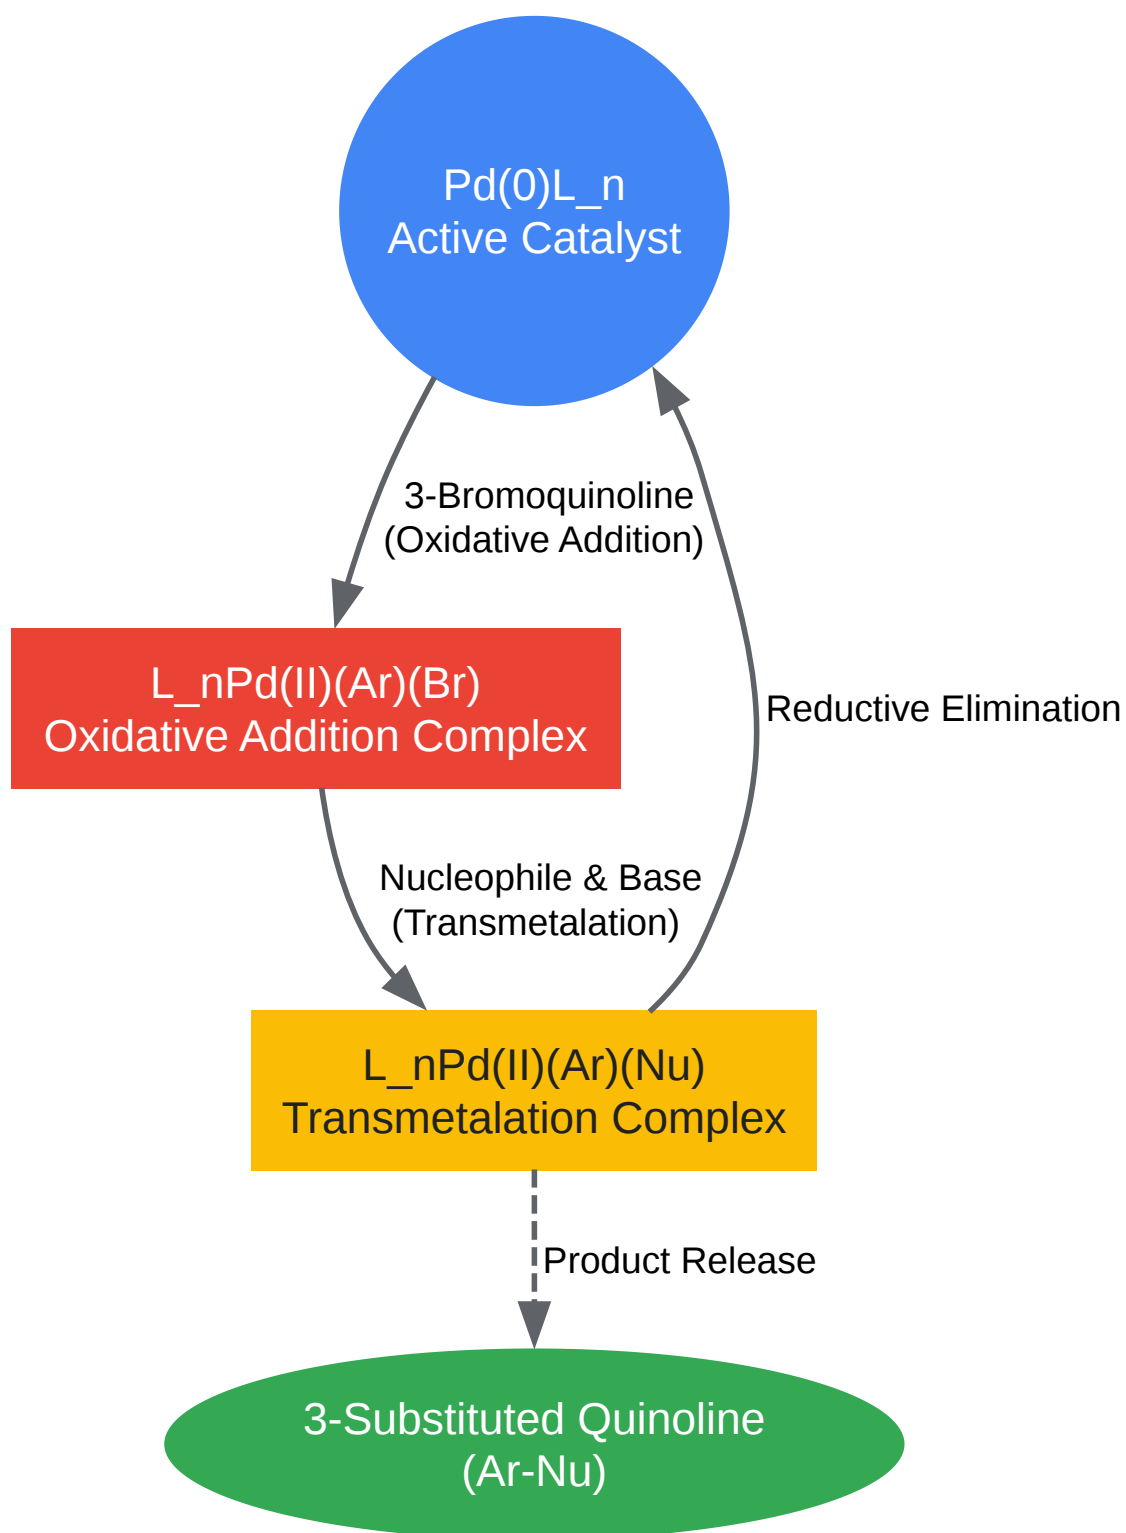 Pd(0)L_n
Active Catalyst
3-Bromoquinoline
(Oxidative Addition)
L_nPd(II)(Ar)(Br)
Oxidative Addition Complex
Reductive Elimination
Nucleophile & Base
(Transmetalation)
L_nPd(II)(Ar)(Nu)
Transmetalation Complex
Product Release
3-Substituted Quinoline
(Ar-Nu)